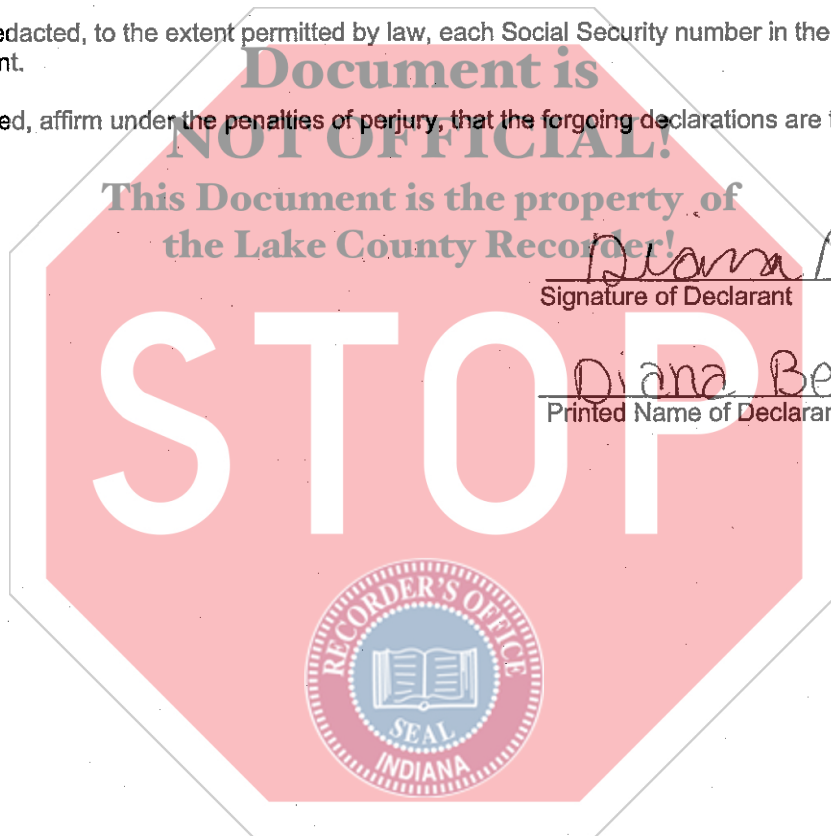 edacted, to the extent permitted by law, each Social Security number in the
nt.
Document is
ed, affirm under the penalties of perjury, that the forgoing declarations are
NOT OFFICIAL!
This Document is the property of
the Lake County Recorder!
Diana
Signature of Declarant
Diana Be
Printed Name of Declaran
STOP
RECORDER'S OFFICE
SEAL
INDIANA